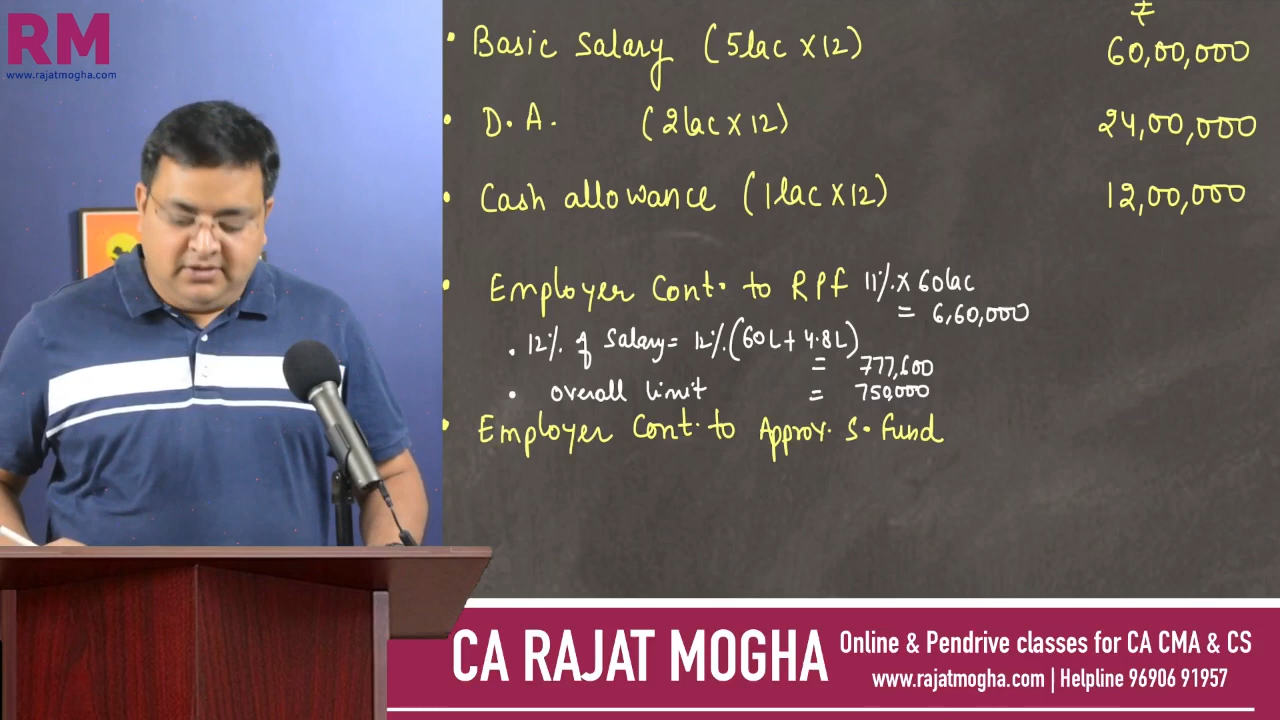 RM
www.rajatmogha.com
₹
• Basic Salary (5lac X12) 60,00,000
• D.A. (2lac X12) 24,00,000
• Cash allowance (1lac X12) 12,00,000
• Employer Cont. to RPf 11% X 60lac
= 6,60,000
• 12% of Salary = 12% (60L + 4.8L)
= 777,600
• overall limit = 750,000
• Employer Cont. to Approv. S. fund
CA RAJAT MOGHA
Online & Pendrive classes for CA CMA & CS
www.rajatmogha.com | Helpline 96906 91957